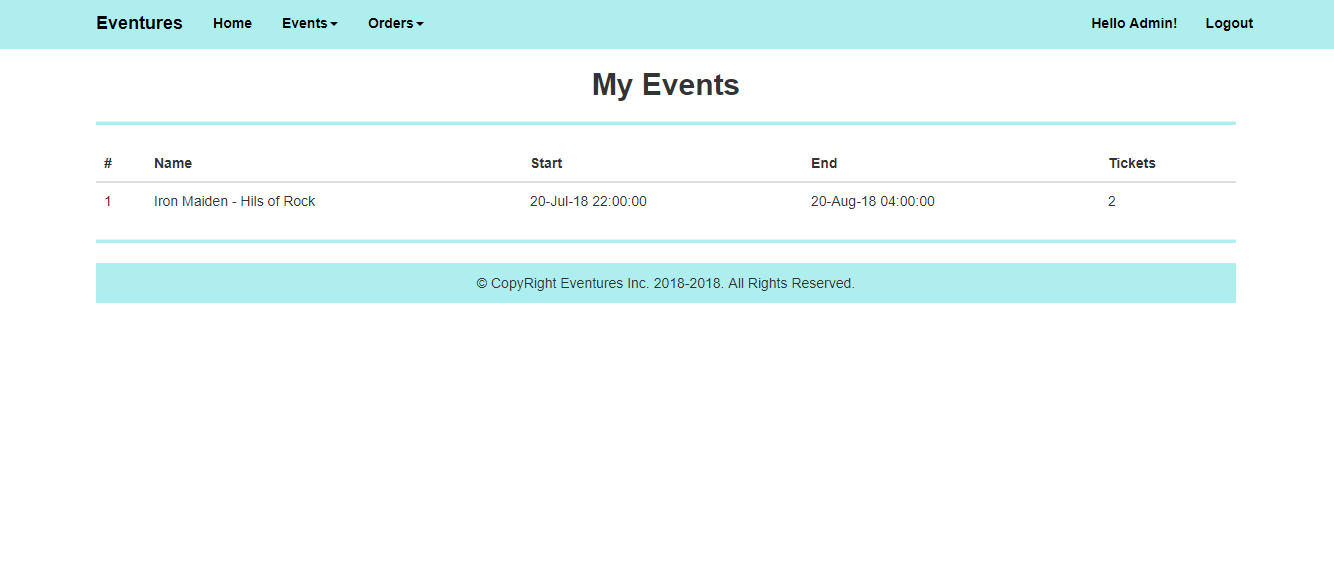 Eventures Home Events Orders Hello Admin! Logout
My Events
# Name Start End Tickets
1 Iron Maiden - Hils of Rock 20-Jul-18 22:00:00 20-Aug-18 04:00:00 2
© CopyRight Eventures Inc. 2018-2018. All Rights Reserved.